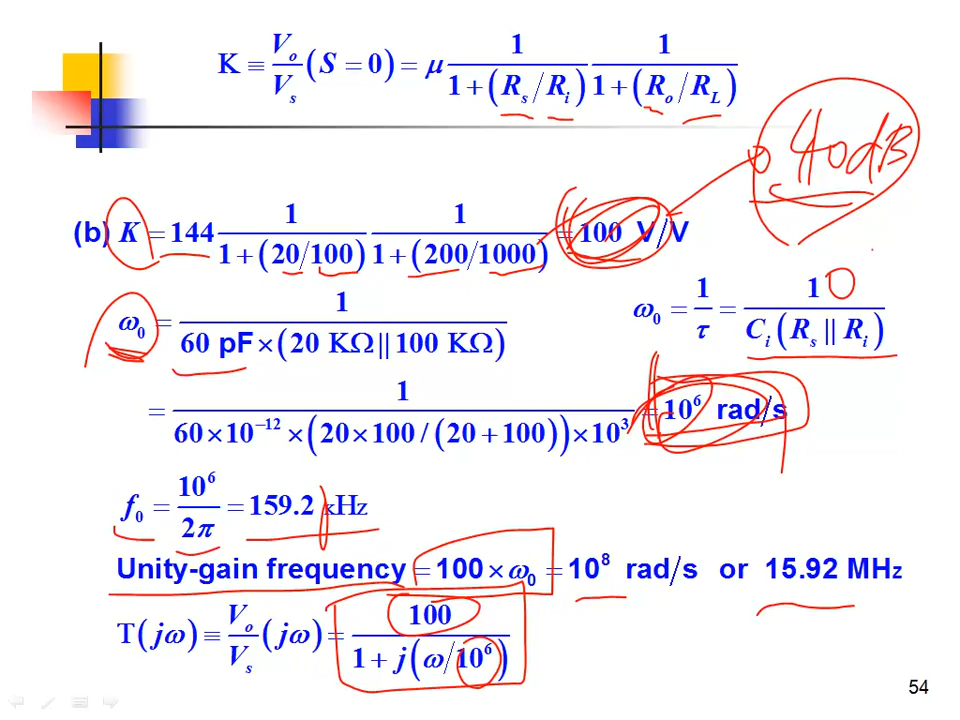 K ≡ V_o/V_s (S = 0) = μ 1/(1+(R_s/R_i)) 1/(1+(R_o/R_L))
40dB
(b) K = 144 1/(1+(20/100)) 1/(1+(200/1000)) = 100 V/V
ω_0 = 1/(60 pF×(20 KΩ||100 KΩ))
ω_0 = 1/τ = 1/(C_i(R_s || R_i))
= 1/(60×10^−12×(20×100/(20+100))×10^3) = 10^6 rad/s
f_0 = 10^6/2π = 159.2 kHz
Unity-gain frequency = 100×ω_0 = 10^8 rad/s or 15.92 MHz
T(jω) ≡ V_o/V_s (jω) = 100/(1+ j(ω/10^6))
54